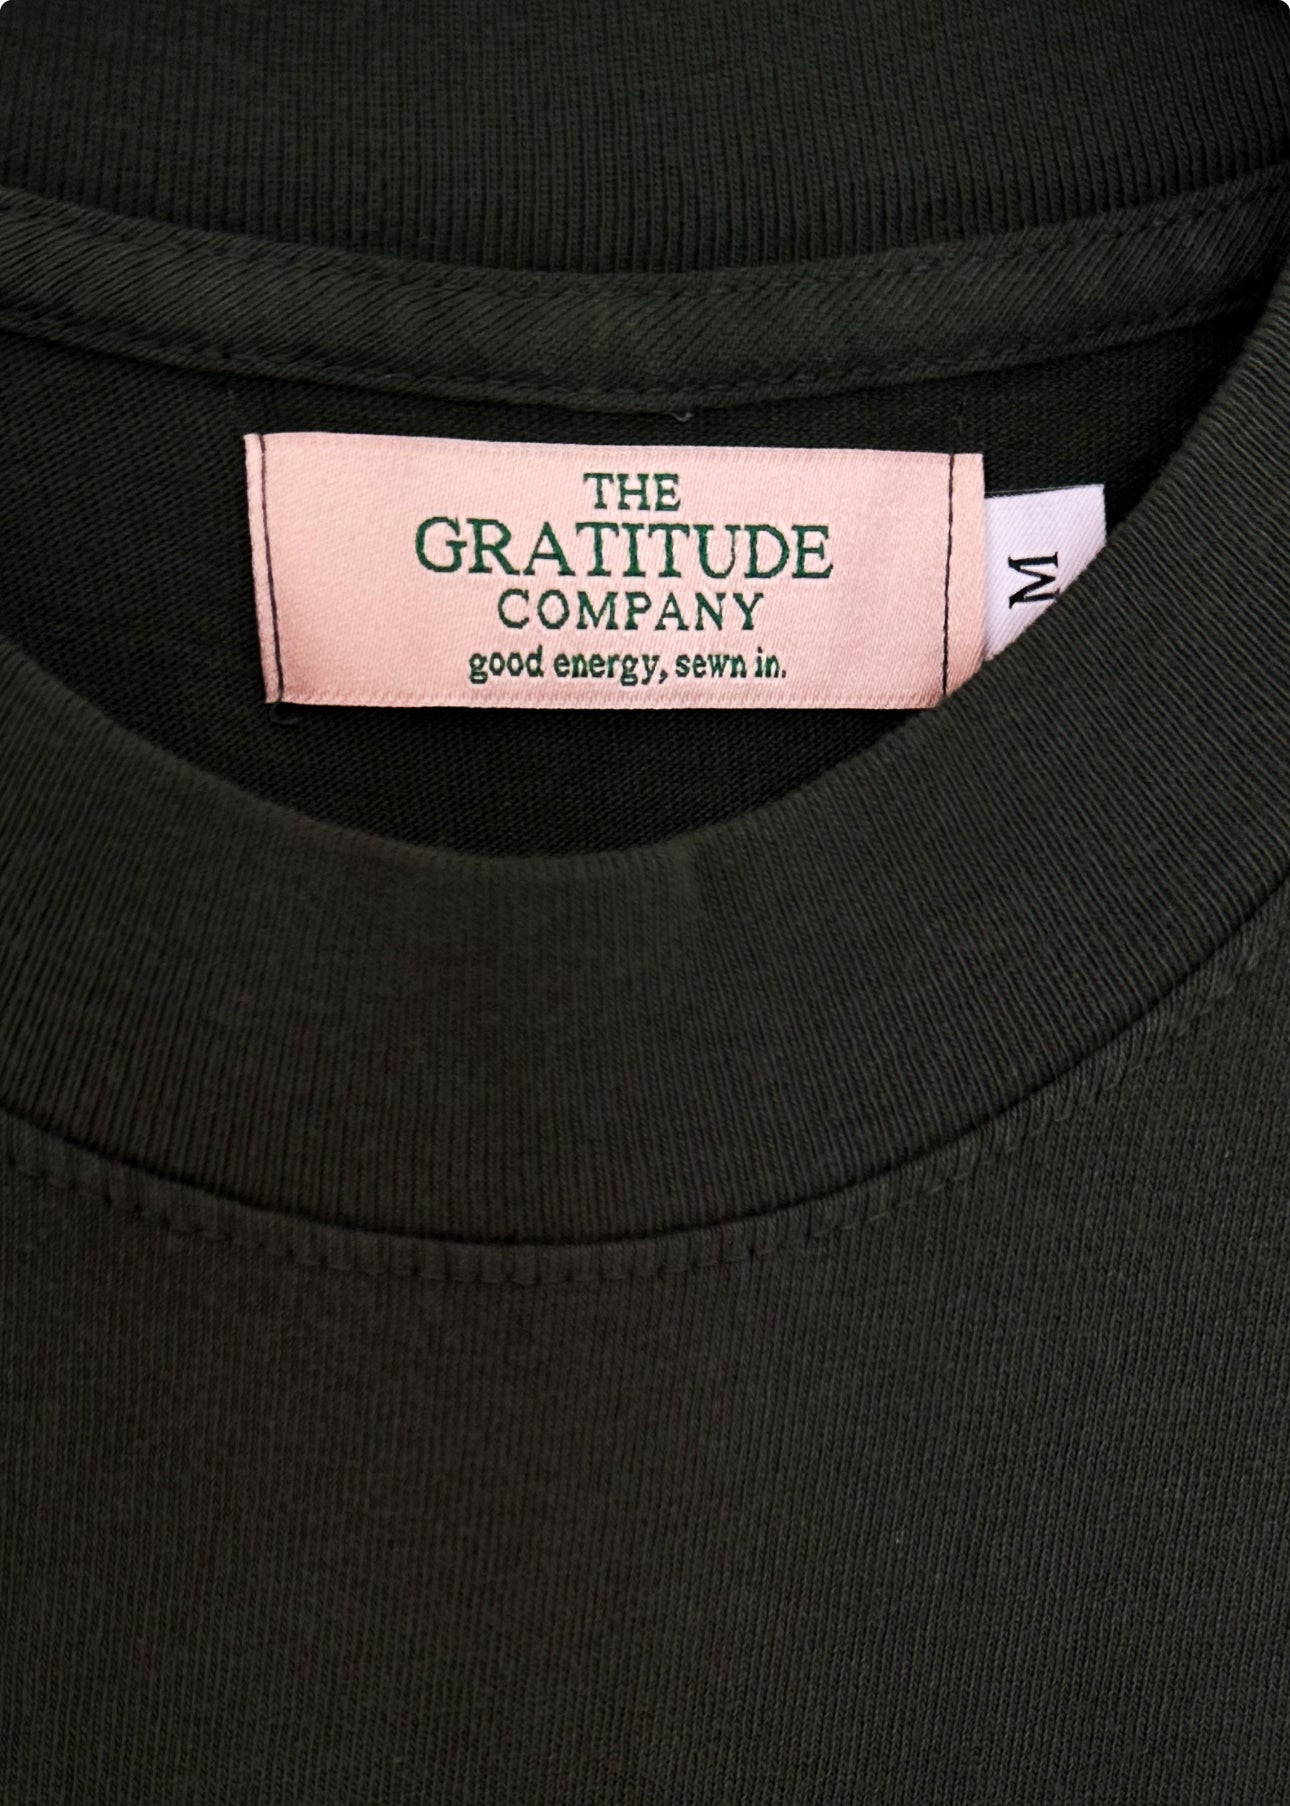 THE
GRATITUDE
COMPANY
good energy, sewn in.
M